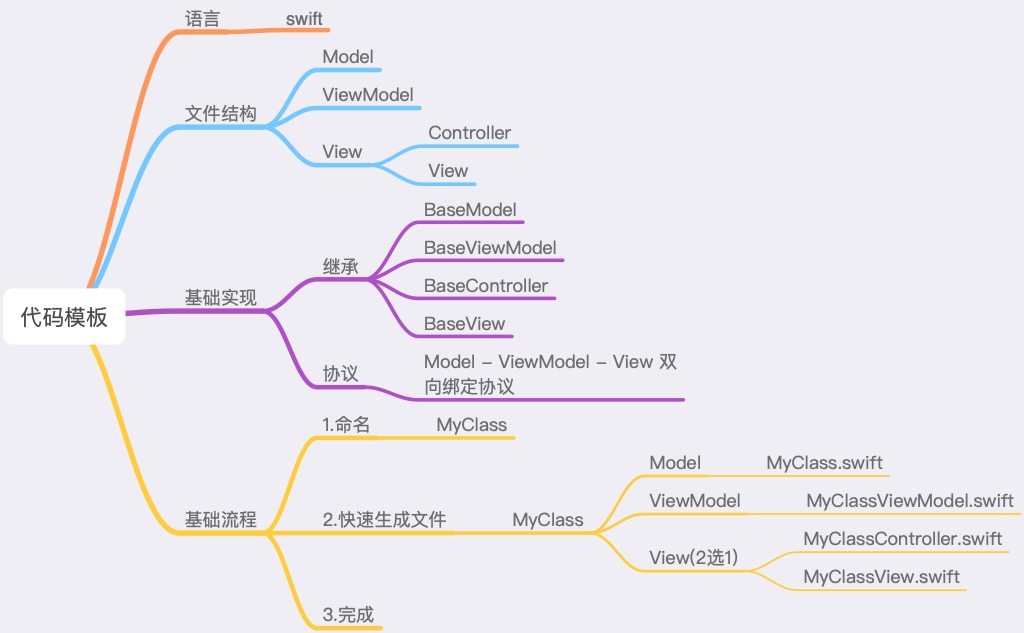 代码模板
语言
swift
文件结构
Model
ViewModel
View
Controller
View
基础实现
继承
BaseModel
BaseViewModel
BaseController
BaseView
协议
Model – ViewModel – View 双
向绑定协议
基础流程
1.命名
MyClass
2.快速生成文件
MyClass
Model
MyClass.swift
ViewModel
MyClassViewModel.swift
View(2选1)
MyClassController.swift
MyClassView.swift
3.完成